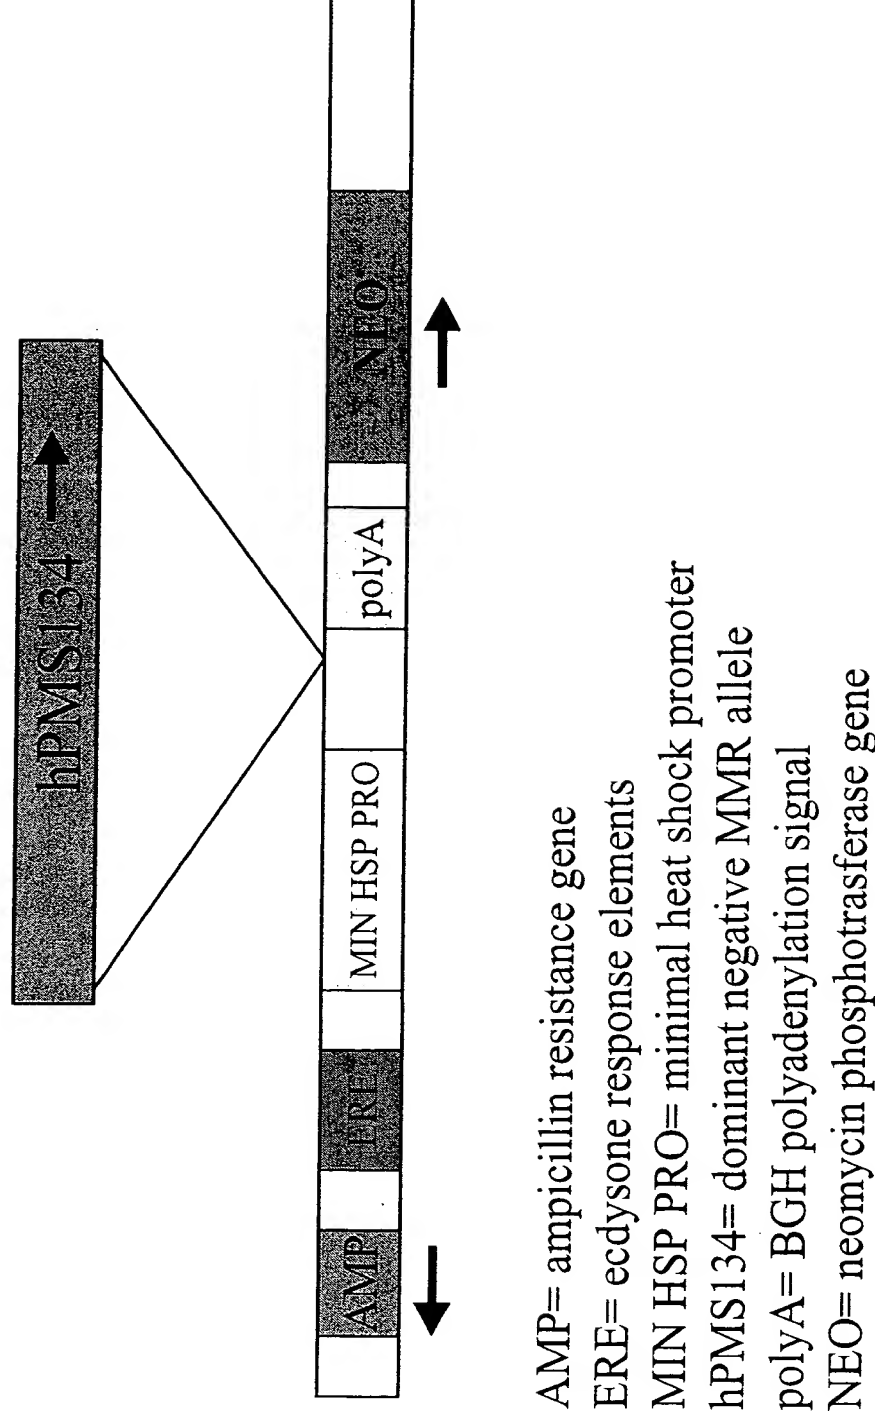 hPMS134
AMP
ERE
MIN HSP PRO
polyA
NEO
AMP= ampicillin resistance gene
ERE= ecdysone response elements
MIN HSP PRO= minimal heat shock promoter
hPMS134= dominant negative MMR allele
polyA= BGH polyadenylation signal
NEO= neomycin phosphotrasferase gene